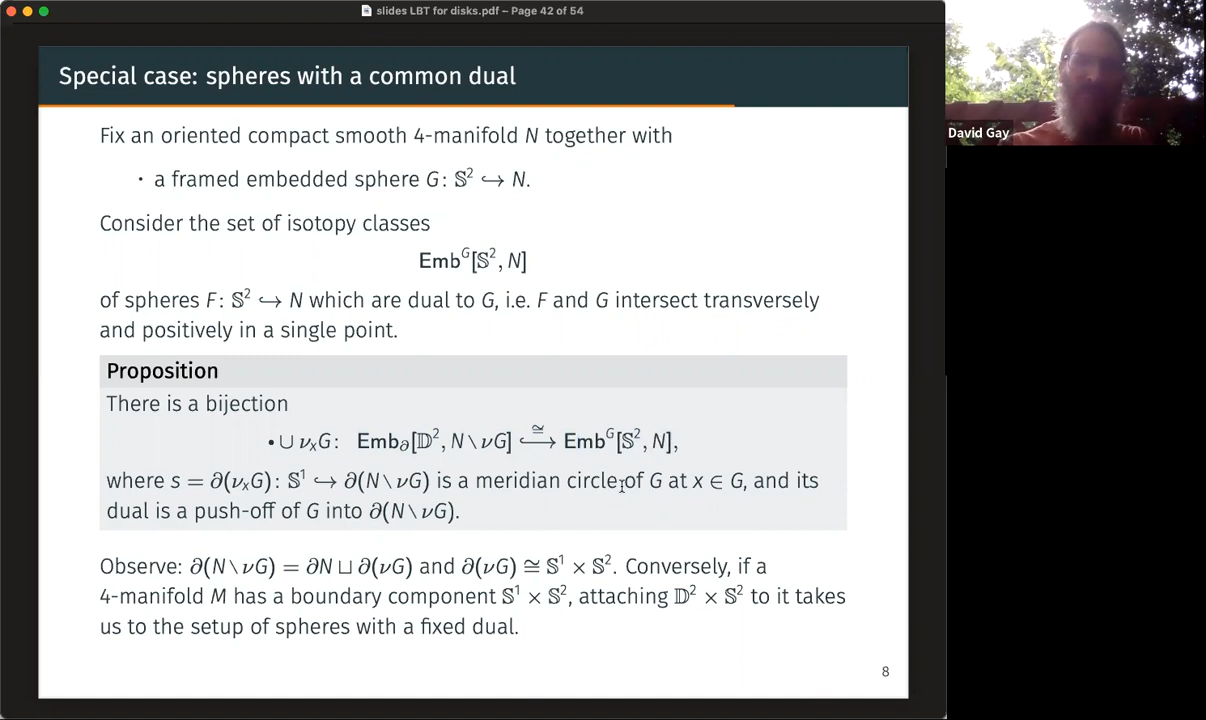 slides LBT for disks.pdf – Page 42 of 54
Special case: spheres with a common dual
Fix an oriented compact smooth 4-manifold N together with
• a framed embedded sphere G: 𝕊² ↪ N.
Consider the set of isotopy classes
Emb^G[𝕊², N]
of spheres F: 𝕊² ↪ N which are dual to G, i.e. F and G intersect transversely
and positively in a single point.
Proposition
There is a bijection
• ∪ νₓG: Emb_∂[𝔻², N \ νG] ≅↪ Emb^G[𝕊², N],
where s = ∂(νₓG): 𝕊¹ ↪ ∂(N \ νG) is a meridian circle of G at x ∈ G, and its
dual is a push-off of G into ∂(N \ νG).
Observe: ∂(N \ νG) = ∂N ⊔ ∂(νG) and ∂(νG) ≅ 𝕊¹ × 𝕊². Conversely, if a
4-manifold M has a boundary component 𝕊¹ × 𝕊², attaching 𝔻² × 𝕊² to it takes
us to the setup of spheres with a fixed dual.
8
David Gay